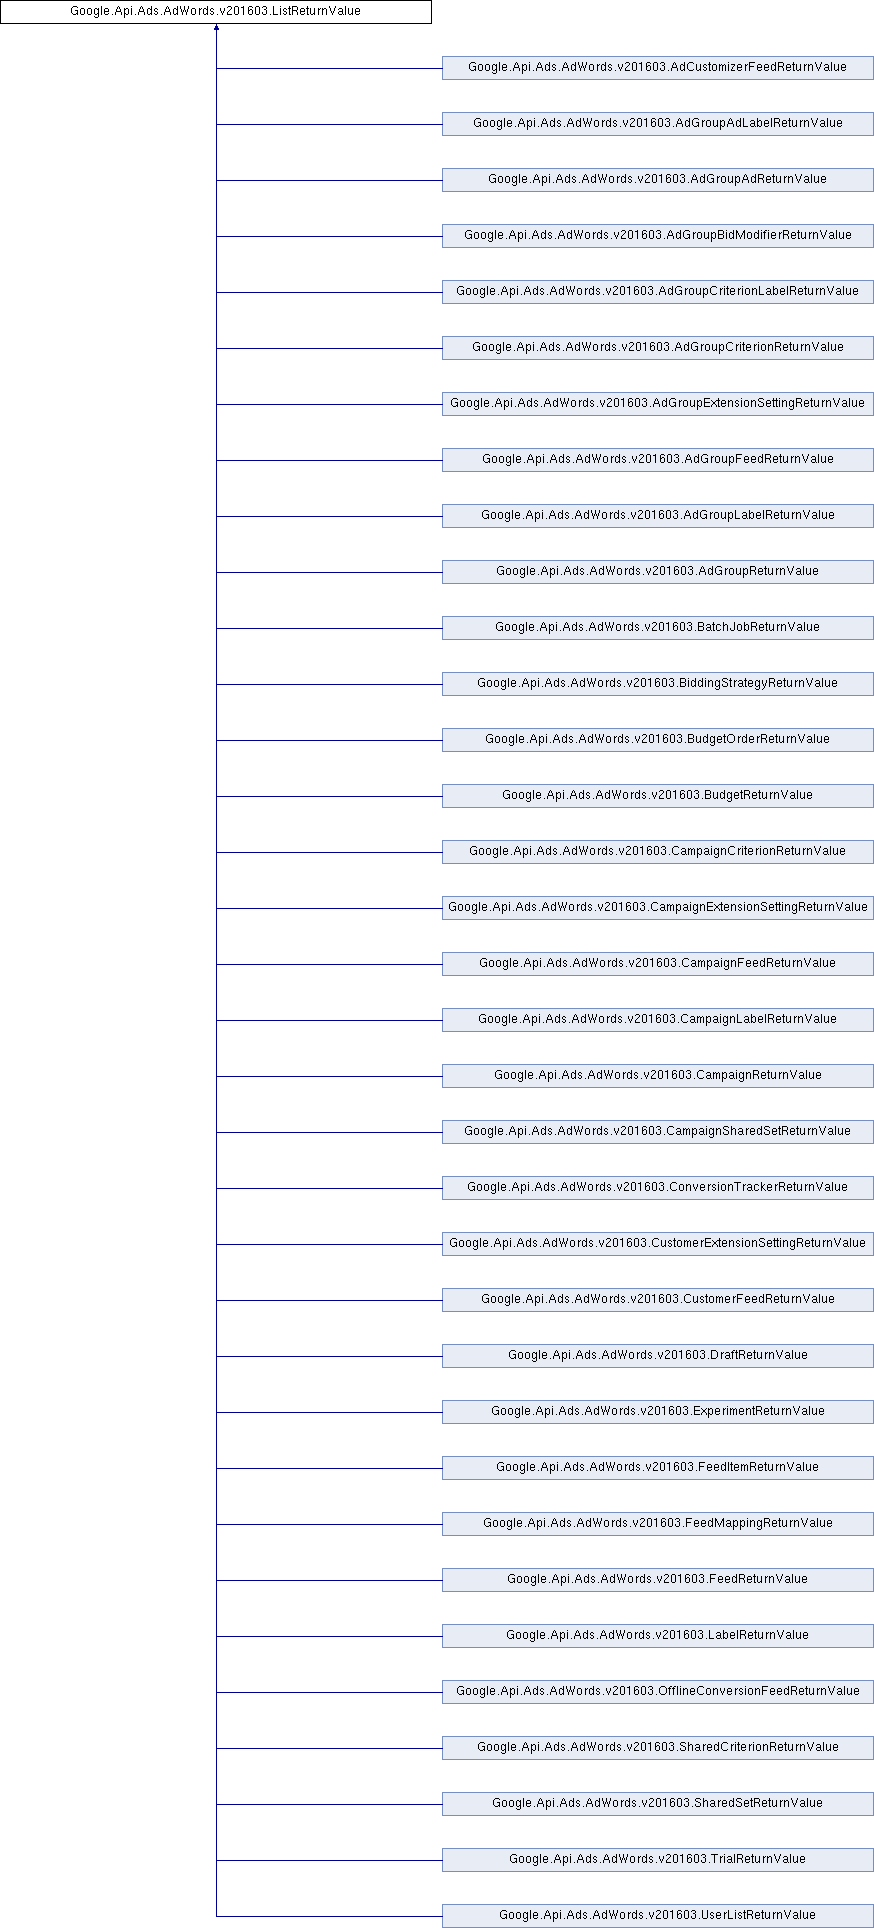 Google.Api.Ads.AdWords.v201603.ListReturnValue
Google.Api.Ads.AdWords.v201603.AdCustomizerFeedReturnValue
Google.Api.Ads.AdWords.v201603.AdGroupAdLabelReturnValue
Google.Api.Ads.AdWords.v201603.AdGroupAdReturnValue
Google.Api.Ads.AdWords.v201603.AdGroupBidModifierReturnValue
Google.Api.Ads.AdWords.v201603.AdGroupCriterionLabelReturnValue
Google.Api.Ads.AdWords.v201603.AdGroupCriterionReturnValue
Google.Api.Ads.AdWords.v201603.AdGroupExtensionSettingReturnValue
Google.Api.Ads.AdWords.v201603.AdGroupFeedReturnValue
Google.Api.Ads.AdWords.v201603.AdGroupLabelReturnValue
Google.Api.Ads.AdWords.v201603.AdGroupReturnValue
Google.Api.Ads.AdWords.v201603.BatchJobReturnValue
Google.Api.Ads.AdWords.v201603.BiddingStrategyReturnValue
Google.Api.Ads.AdWords.v201603.BudgetOrderReturnValue
Google.Api.Ads.AdWords.v201603.BudgetReturnValue
Google.Api.Ads.AdWords.v201603.CampaignCriterionReturnValue
Google.Api.Ads.AdWords.v201603.CampaignExtensionSettingReturnValue
Google.Api.Ads.AdWords.v201603.CampaignFeedReturnValue
Google.Api.Ads.AdWords.v201603.CampaignLabelReturnValue
Google.Api.Ads.AdWords.v201603.CampaignReturnValue
Google.Api.Ads.AdWords.v201603.CampaignSharedSetReturnValue
Google.Api.Ads.AdWords.v201603.ConversionTrackerReturnValue
Google.Api.Ads.AdWords.v201603.CustomerExtensionSettingReturnValue
Google.Api.Ads.AdWords.v201603.CustomerFeedReturnValue
Google.Api.Ads.AdWords.v201603.DraftReturnValue
Google.Api.Ads.AdWords.v201603.ExperimentReturnValue
Google.Api.Ads.AdWords.v201603.FeedItemReturnValue
Google.Api.Ads.AdWords.v201603.FeedMappingReturnValue
Google.Api.Ads.AdWords.v201603.FeedReturnValue
Google.Api.Ads.AdWords.v201603.LabelReturnValue
Google.Api.Ads.AdWords.v201603.OfflineConversionFeedReturnValue
Google.Api.Ads.AdWords.v201603.SharedCriterionReturnValue
Google.Api.Ads.AdWords.v201603.SharedSetReturnValue
Google.Api.Ads.AdWords.v201603.TrialReturnValue
Google.Api.Ads.AdWords.v201603.UserListReturnValue